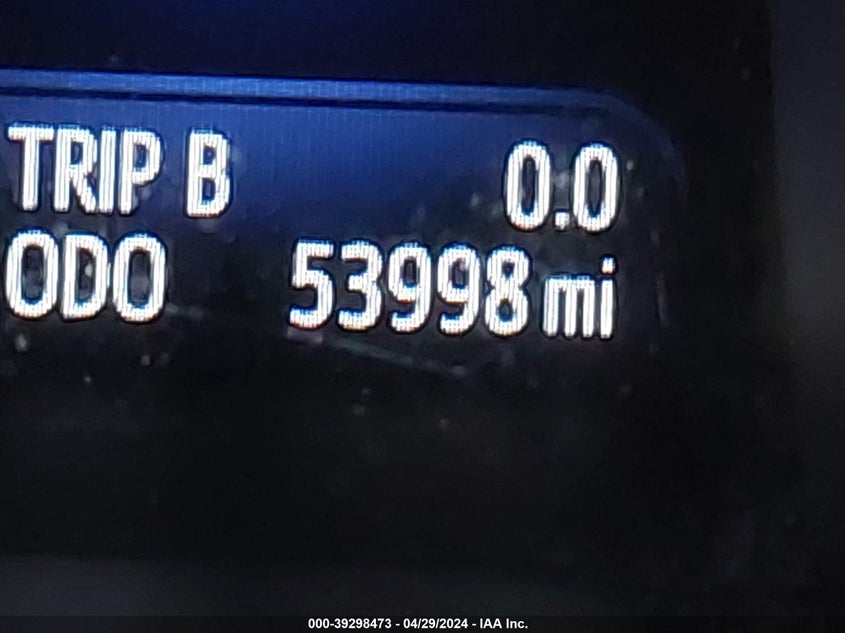 TRIP B 0.0
ODO 53998 mi
000-39298473 - 04/29/2024 - IAA Inc.